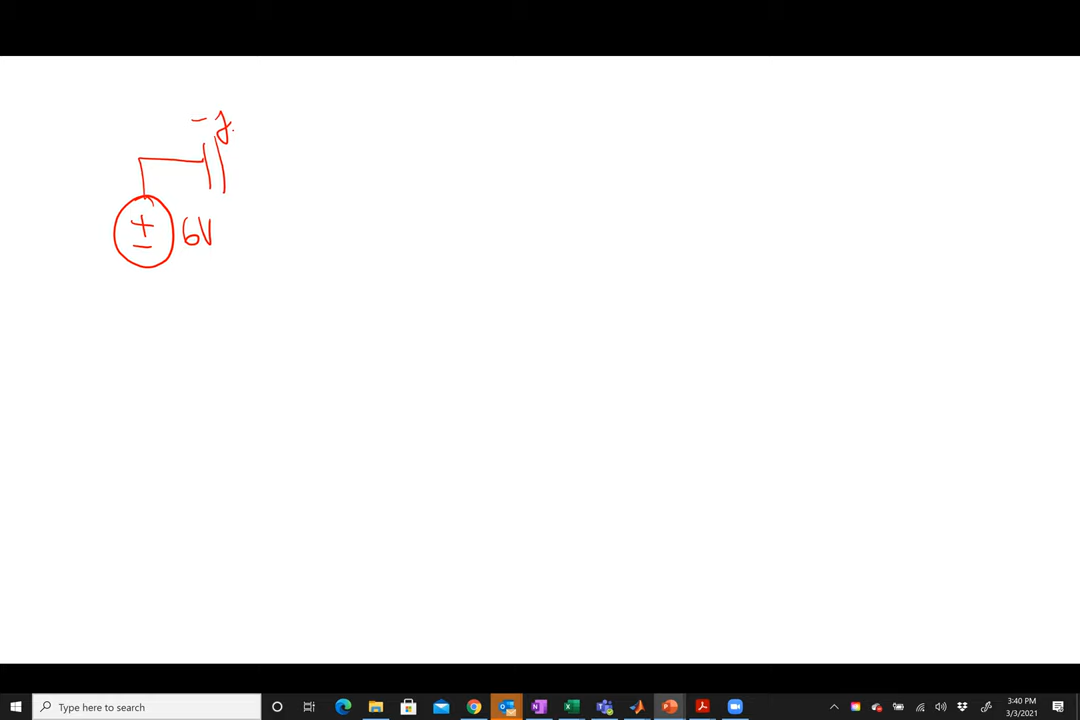 - j
+
-
6V
Type here to search
3:40 PM
3/3/2021